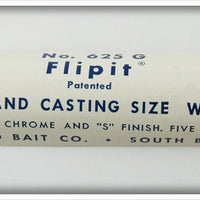 No. 625 G
Flipit®
Patented
AND CASTING SIZE W
CHROME AND "S" FINISH. FIVE
BAIT CO. • SOUTH B